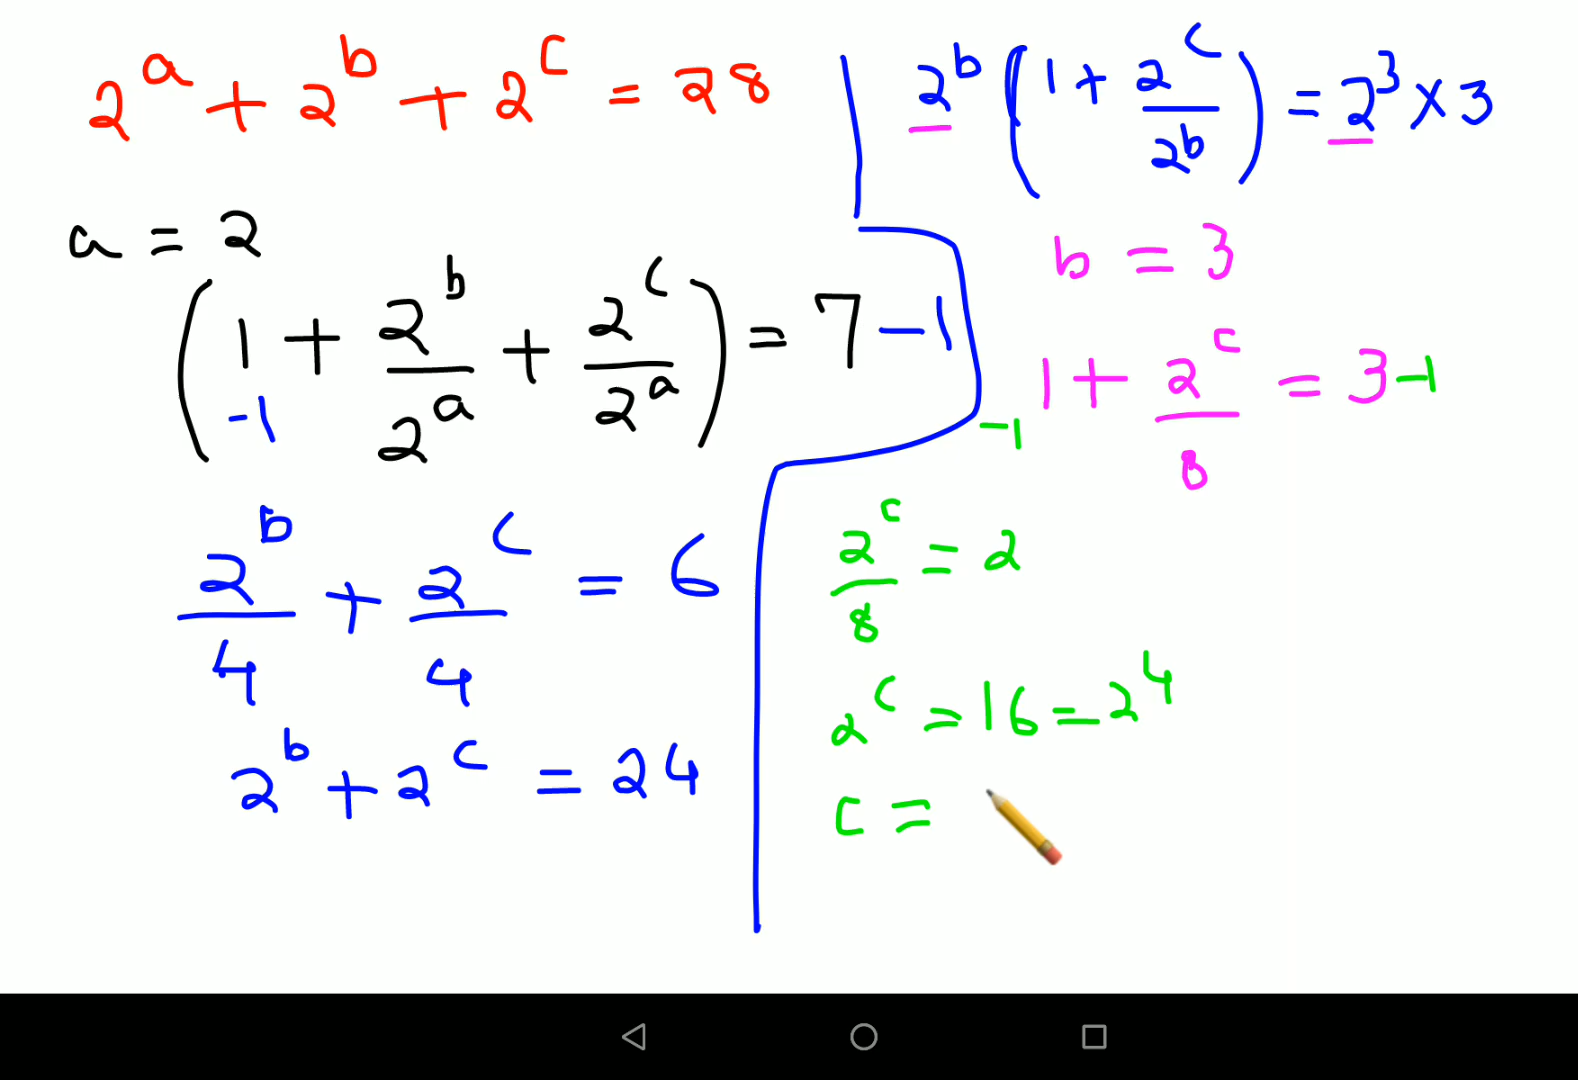 2^a + 2^b + 2^c = 28
a = 2
(1 + 2^b/2^a + 2^c/2^a) = 7 - 1
-1
2^b/4 + 2^c/4 = 6
2^b + 2^c = 24
2^b (1 + 2^c/2^b) = 2^3 × 3
b = 3
1 + 2^c/8 = 3 - 1
-1
2^c/8 = 2
2^c = 16 = 2^4
c =